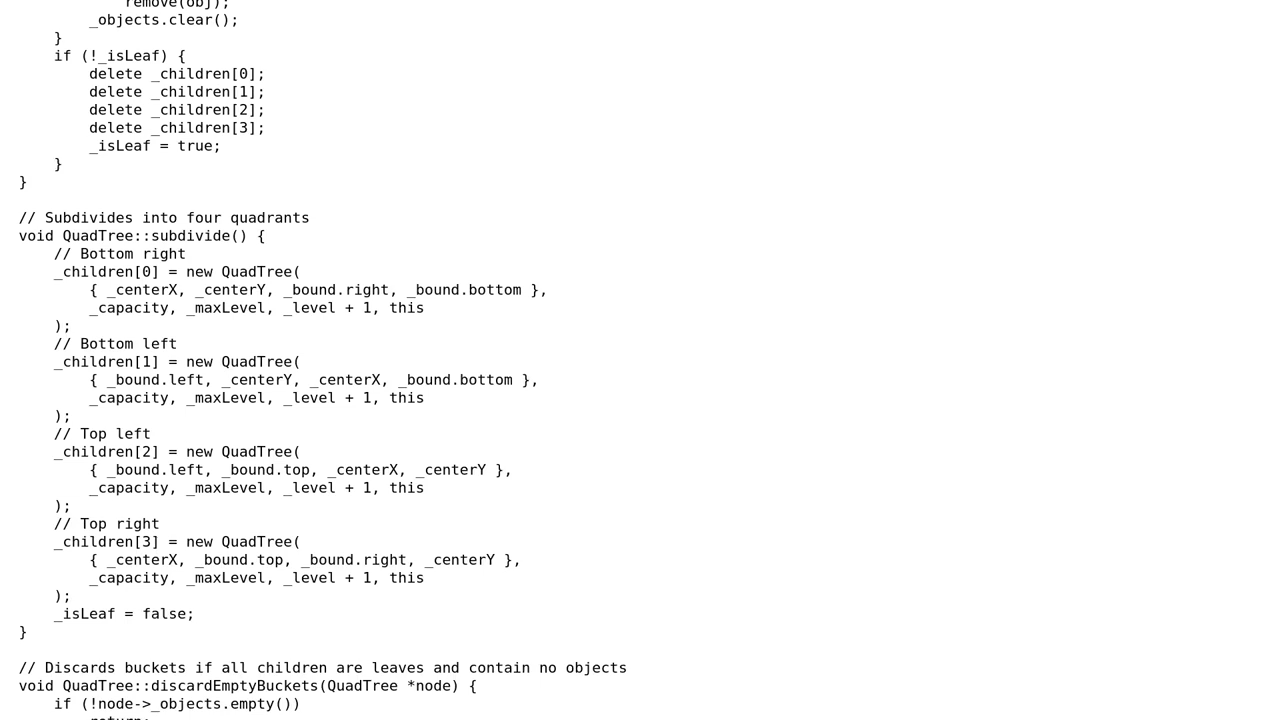 remove(obj);
        _objects.clear();
    }
    if (!_isLeaf) {
        delete _children[0];
        delete _children[1];
        delete _children[2];
        delete _children[3];
        _isLeaf = true;
    }
}

// Subdivides into four quadrants
void QuadTree::subdivide() {
    // Bottom right
    _children[0] = new QuadTree(
        { _centerX, _centerY, _bound.right, _bound.bottom },
        _capacity, _maxLevel, _level + 1, this
    );
    // Bottom left
    _children[1] = new QuadTree(
        { _bound.left, _centerY, _centerX, _bound.bottom },
        _capacity, _maxLevel, _level + 1, this
    );
    // Top left
    _children[2] = new QuadTree(
        { _bound.left, _bound.top, _centerX, _centerY },
        _capacity, _maxLevel, _level + 1, this
    );
    // Top right
    _children[3] = new QuadTree(
        { _centerX, _bound.top, _bound.right, _centerY },
        _capacity, _maxLevel, _level + 1, this
    );
    _isLeaf = false;
}

// Discards buckets if all children are leaves and contain no objects
void QuadTree::discardEmptyBuckets(QuadTree *node) {
    if (!node->_objects.empty())
        return;